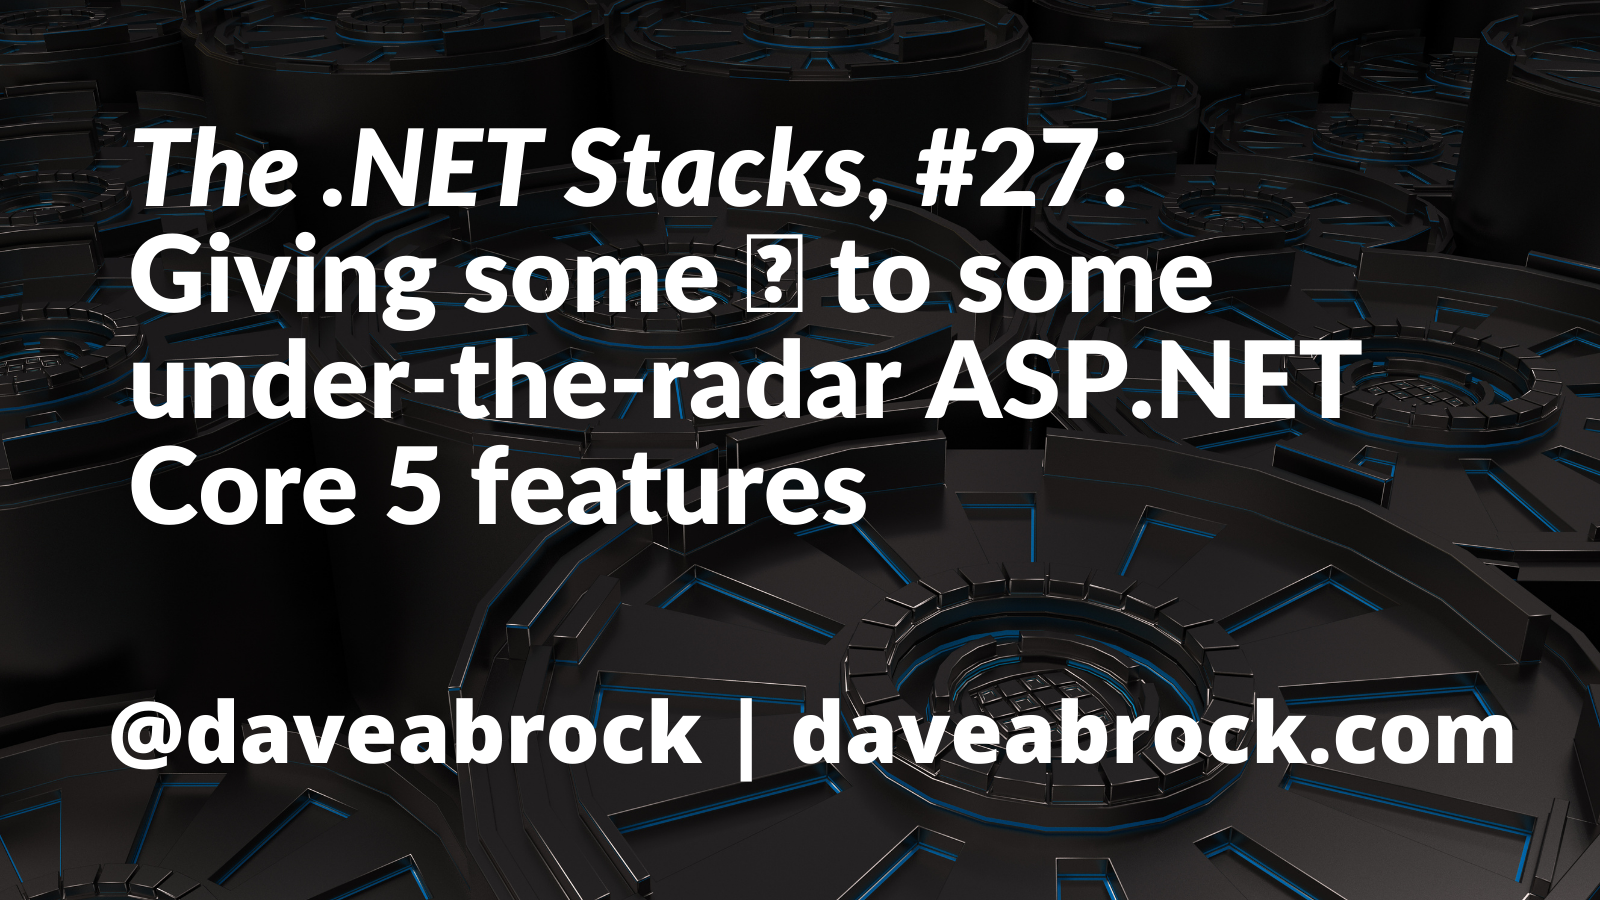 The .NET Stacks, #27:
Giving some ⍰ to some
under-the-radar ASP.NET
Core 5 features
@daveabrock | daveabrock.com